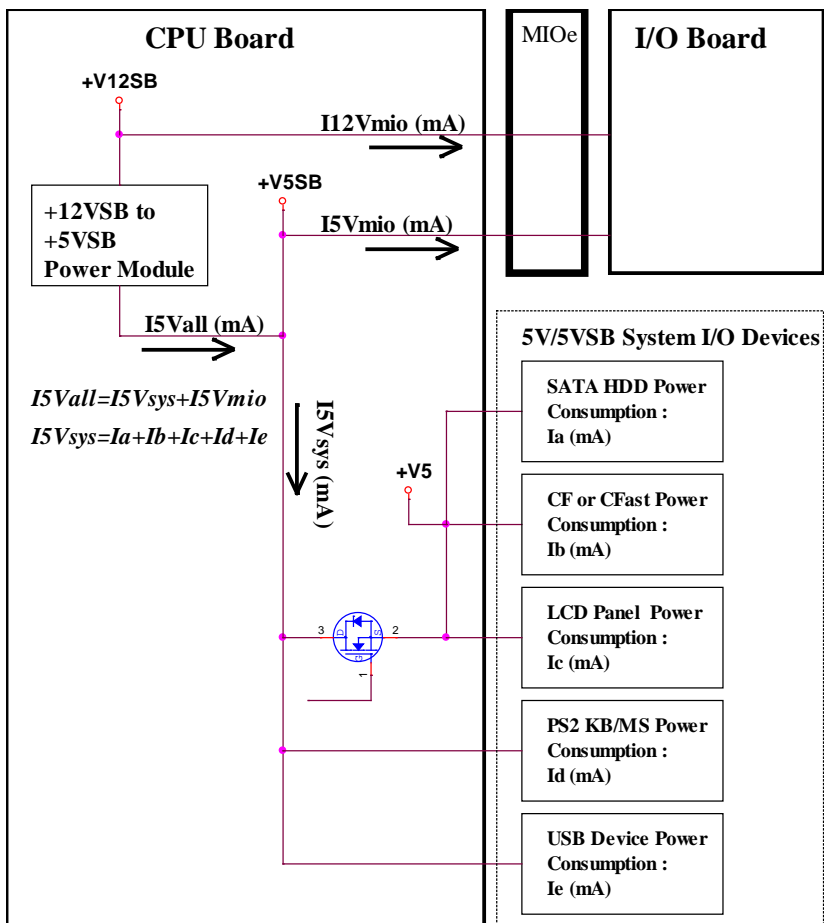 CPU Board
MIOe
I/O Board
+V12SB
I12Vmio (mA)
+V5SB
I5Vmio (mA)
+12VSB to
+5VSB
Power Module
I5Vall (mA)
I5Vall=I5Vsys+I5Vmio
I5Vsys=Ia+Ib+Ic+Id+Ie
I5Vsys (mA)
+V5
3
D
S
2
G
1
5V/5VSB System I/O Devices
SATA HDD Power
Consumption :
Ia (mA)
CF or CFast Power
Consumption :
Ib (mA)
LCD Panel Power
Consumption :
Ic (mA)
PS2 KB/MS Power
Consumption :
Id (mA)
USB Device Power
Consumption :
Ie (mA)